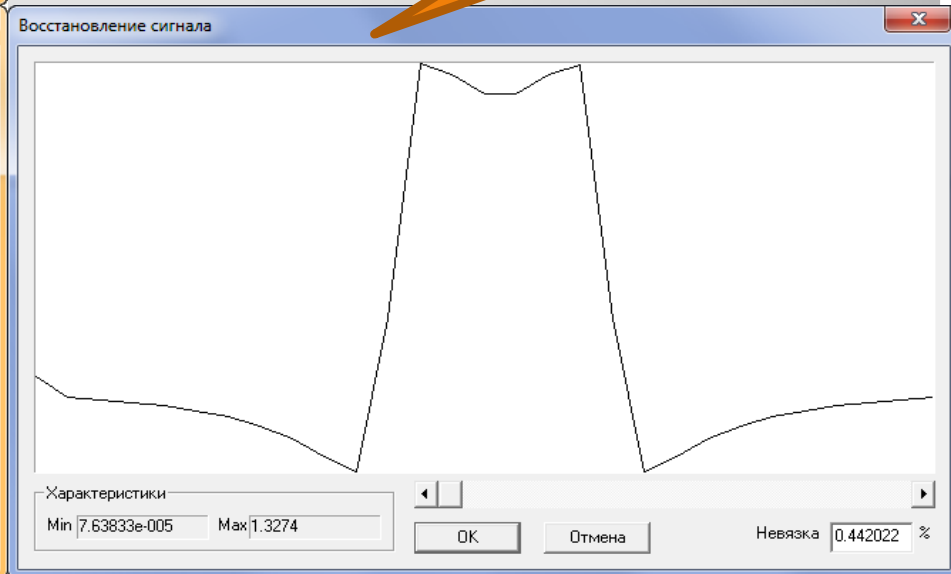 Восстановление сигнала
Характеристики
Min 7.63833e-005 Max 1.3274
OK Отмена Невязка 0.442022 %